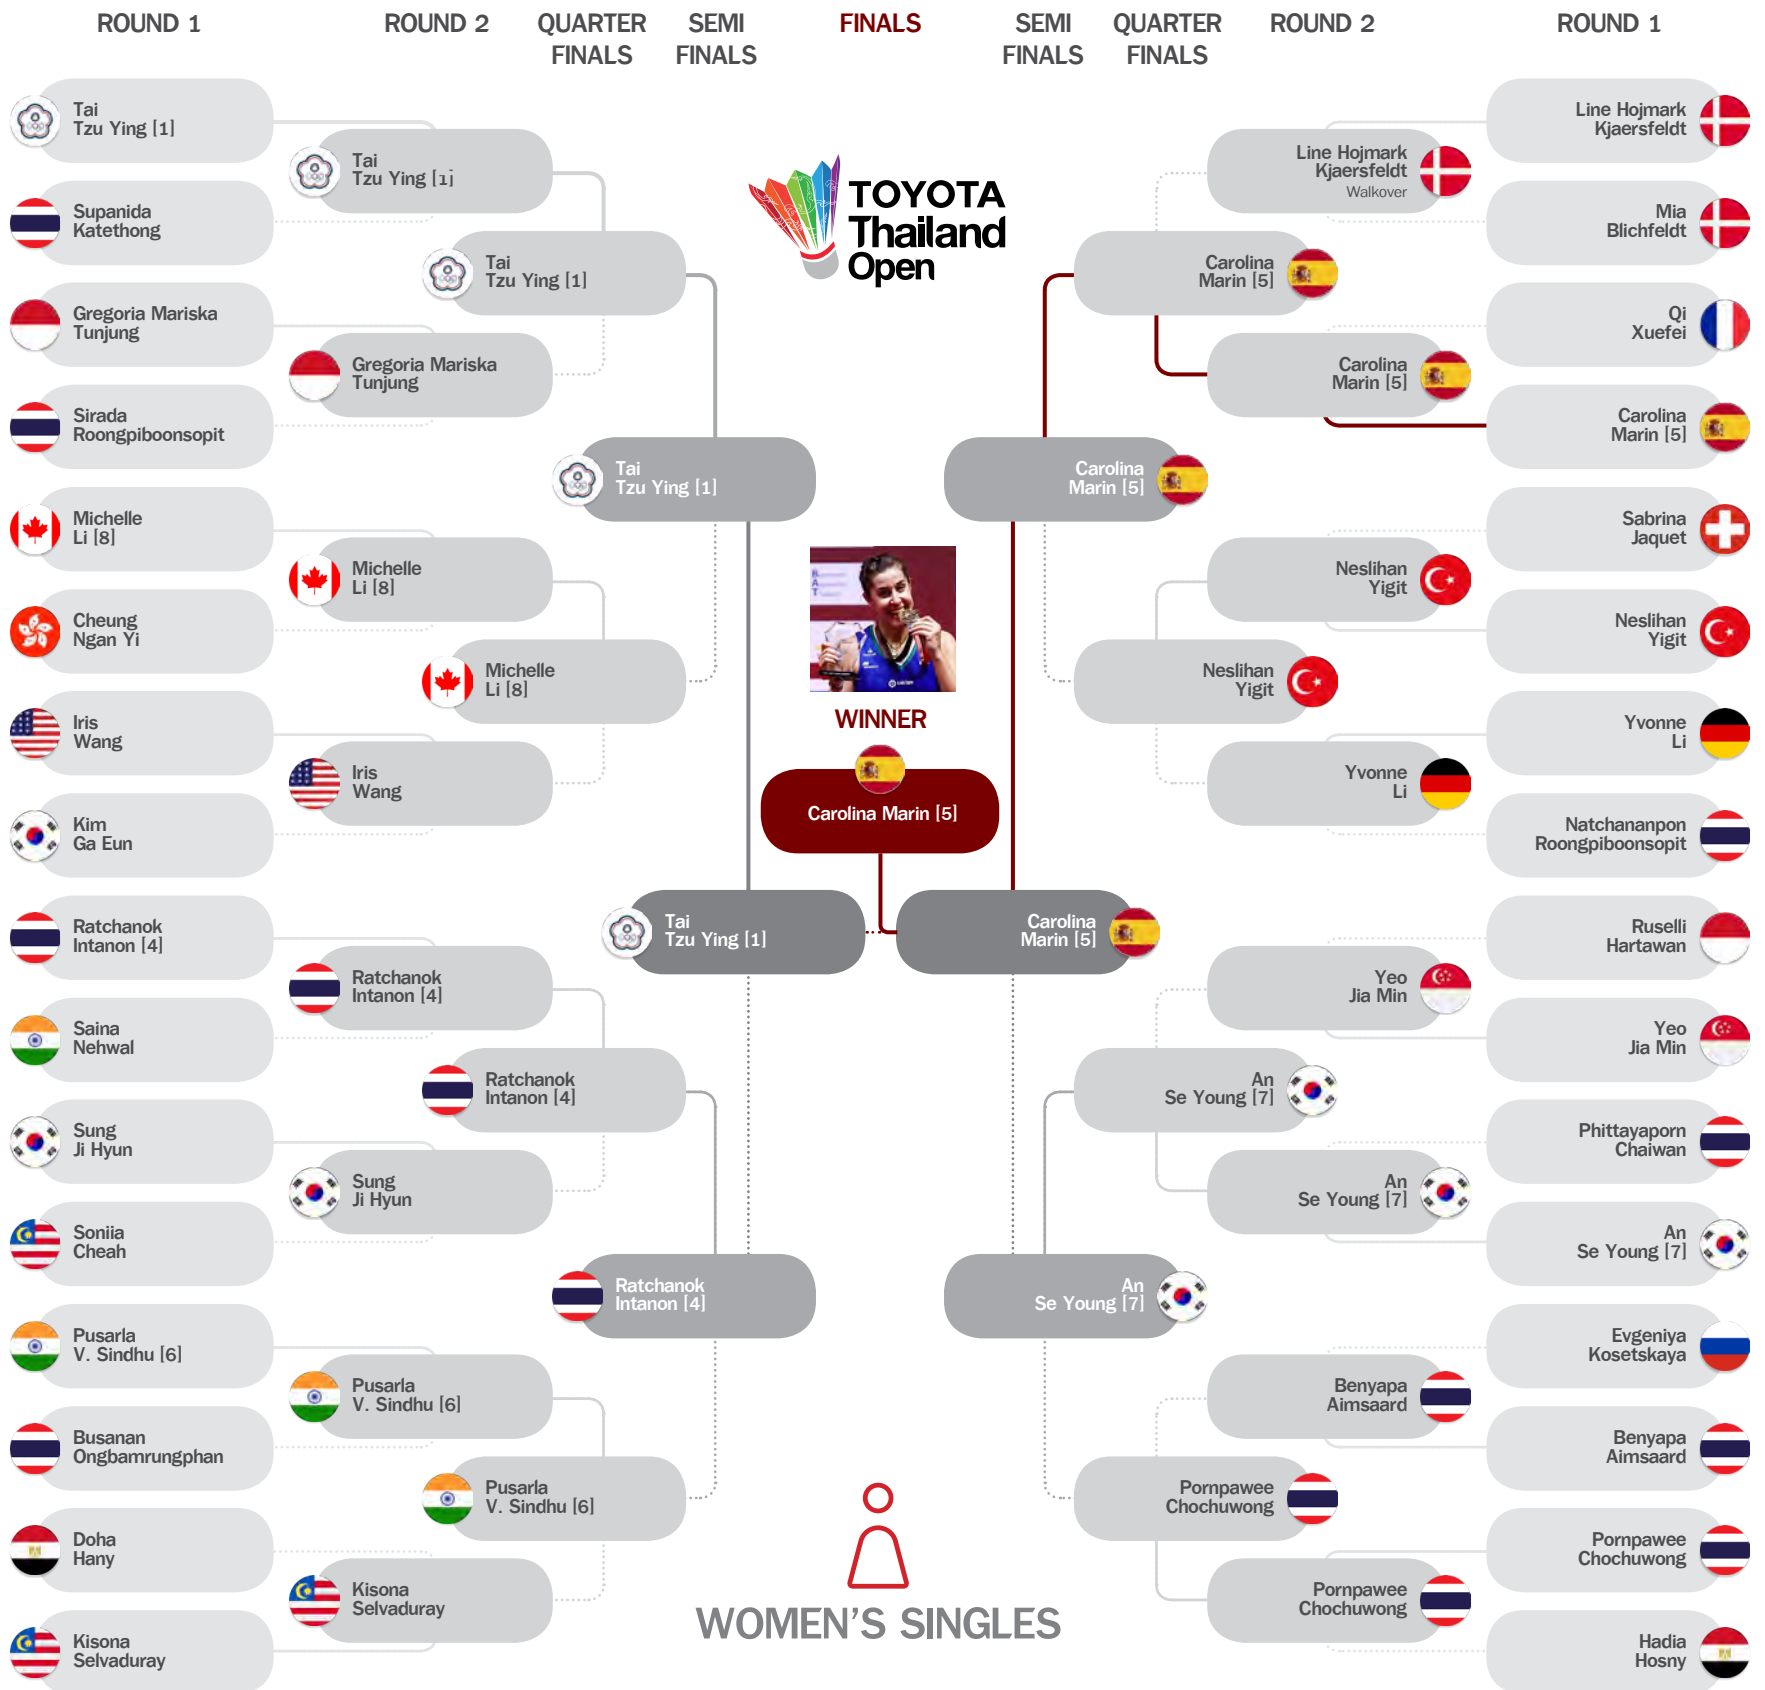 ROUND 1
ROUND 2
QUARTER
FINALS
SEMI
FINALS
FINALS
SEMI
FINALS
QUARTER
FINALS
ROUND 2
ROUND 1
Tai
Tzu Ying [1]
Supanida
Katethong
Gregoria Mariska
Tunjung
Sirada
Roongpiboonsopit
Michelle
Li [8]
Cheung
Ngan Yi
Iris
Wang
Kim
Ga Eun
Ratchanok
Intanon [4]
Saina
Nehwal
Sung
Ji Hyun
Soniia
Cheah
Pusarla
V. Sindhu [6]
Busanan
Ongbamrungphan
Doha
Hany
Kisona
Selvaduray
Tai
Tzu Ying [1]
Gregoria Mariska
Tunjung
Michelle
Li [8]
Iris
Wang
Ratchanok
Intanon [4]
Sung
Ji Hyun
Pusarla
V. Sindhu [6]
Kisona
Selvaduray
Tai
Tzu Ying [1]
Michelle
Li [8]
Ratchanok
Intanon [4]
Pusarla
V. Sindhu [6]
Tai
Tzu Ying [1]
Ratchanok
Intanon [4]
Tai
Tzu Ying [1]
TOYOTA
Thailand
Open
WINNER
Carolina Marin [5]
WOMEN'S SINGLES
Carolina
Marin [5]
Carolina
Marin [5]
An
Se Young [7]
Carolina
Marin [5]
Neslihan
Yigit
An
Se Young [7]
Pornpawee
Chochuwong
Line Hojmark
Kjaersfeldt
Walkover
Carolina
Marin [5]
Neslihan
Yigit
Yvonne
Li
Yeo
Jia Min
An
Se Young [7]
Benyapa
Aimsaard
Pornpawee
Chochuwong
Line Hojmark
Kjaersfeldt
Mia
Blichfeldt
Qi
Xuefei
Carolina
Marin [5]
Sabrina
Jaquet
Neslihan
Yigit
Yvonne
Li
Natchananpon
Roongpiboonsopit
Ruselli
Hartawan
Yeo
Jia Min
Phittayaporn
Chaiwan
An
Se Young [7]
Evgeniya
Kosetskaya
Benyapa
Aimsaard
Pornpawee
Chochuwong
Hadia
Hosny